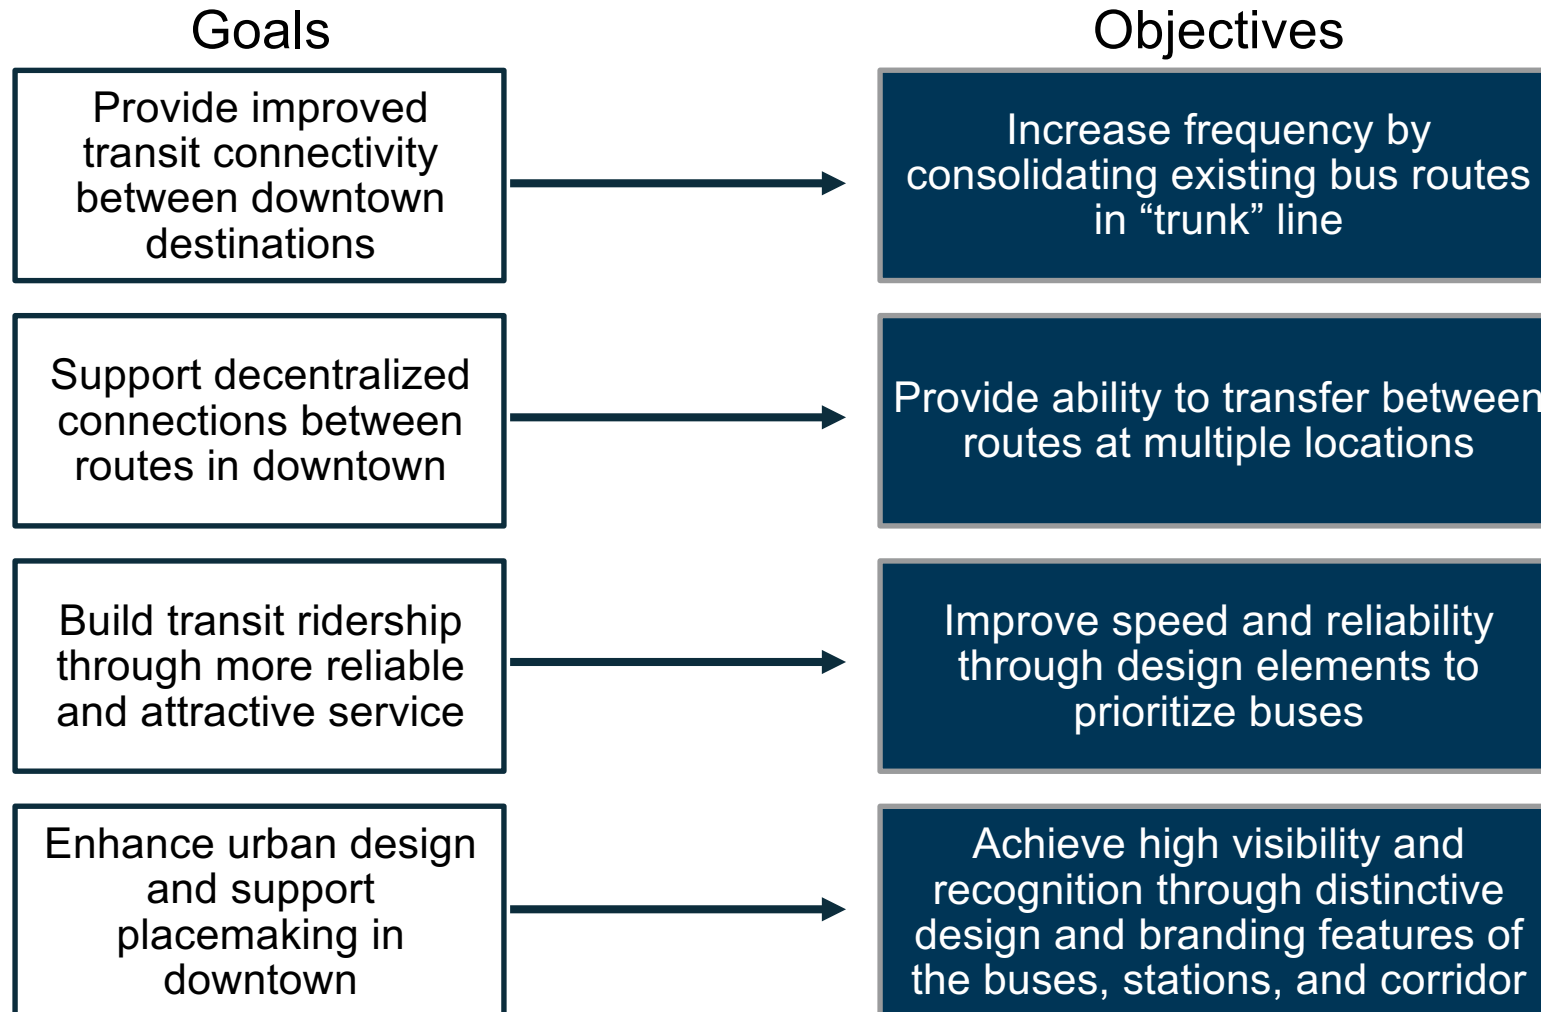 Goals
Objectives
Provide improved
transit connectivity
between downtown
destinations
Increase frequency by
consolidating existing bus routes
in “trunk” line
Support decentralized
connections between
routes in downtown
Provide ability to transfer between
routes at multiple locations
Build transit ridership
through more reliable
and attractive service
Improve speed and reliability
through design elements to
prioritize buses
Enhance urban design
and support
placemaking in
downtown
Achieve high visibility and
recognition through distinctive
design and branding features of
the buses, stations, and corridor